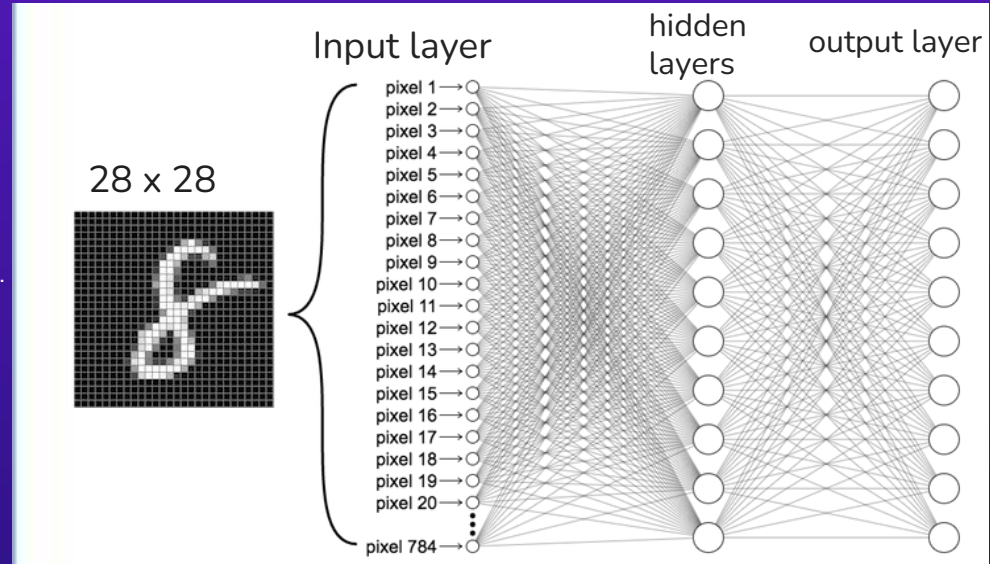 Input layer
hidden
layers
output layer
28 x 28
pixel 1
pixel 2
pixel 3
pixel 4
pixel 5
pixel 6
pixel 7
pixel 8
pixel 9
pixel 10
pixel 11
pixel 12
pixel 13
pixel 14
pixel 15
pixel 16
pixel 17
pixel 18
pixel 19
pixel 20
pixel 784